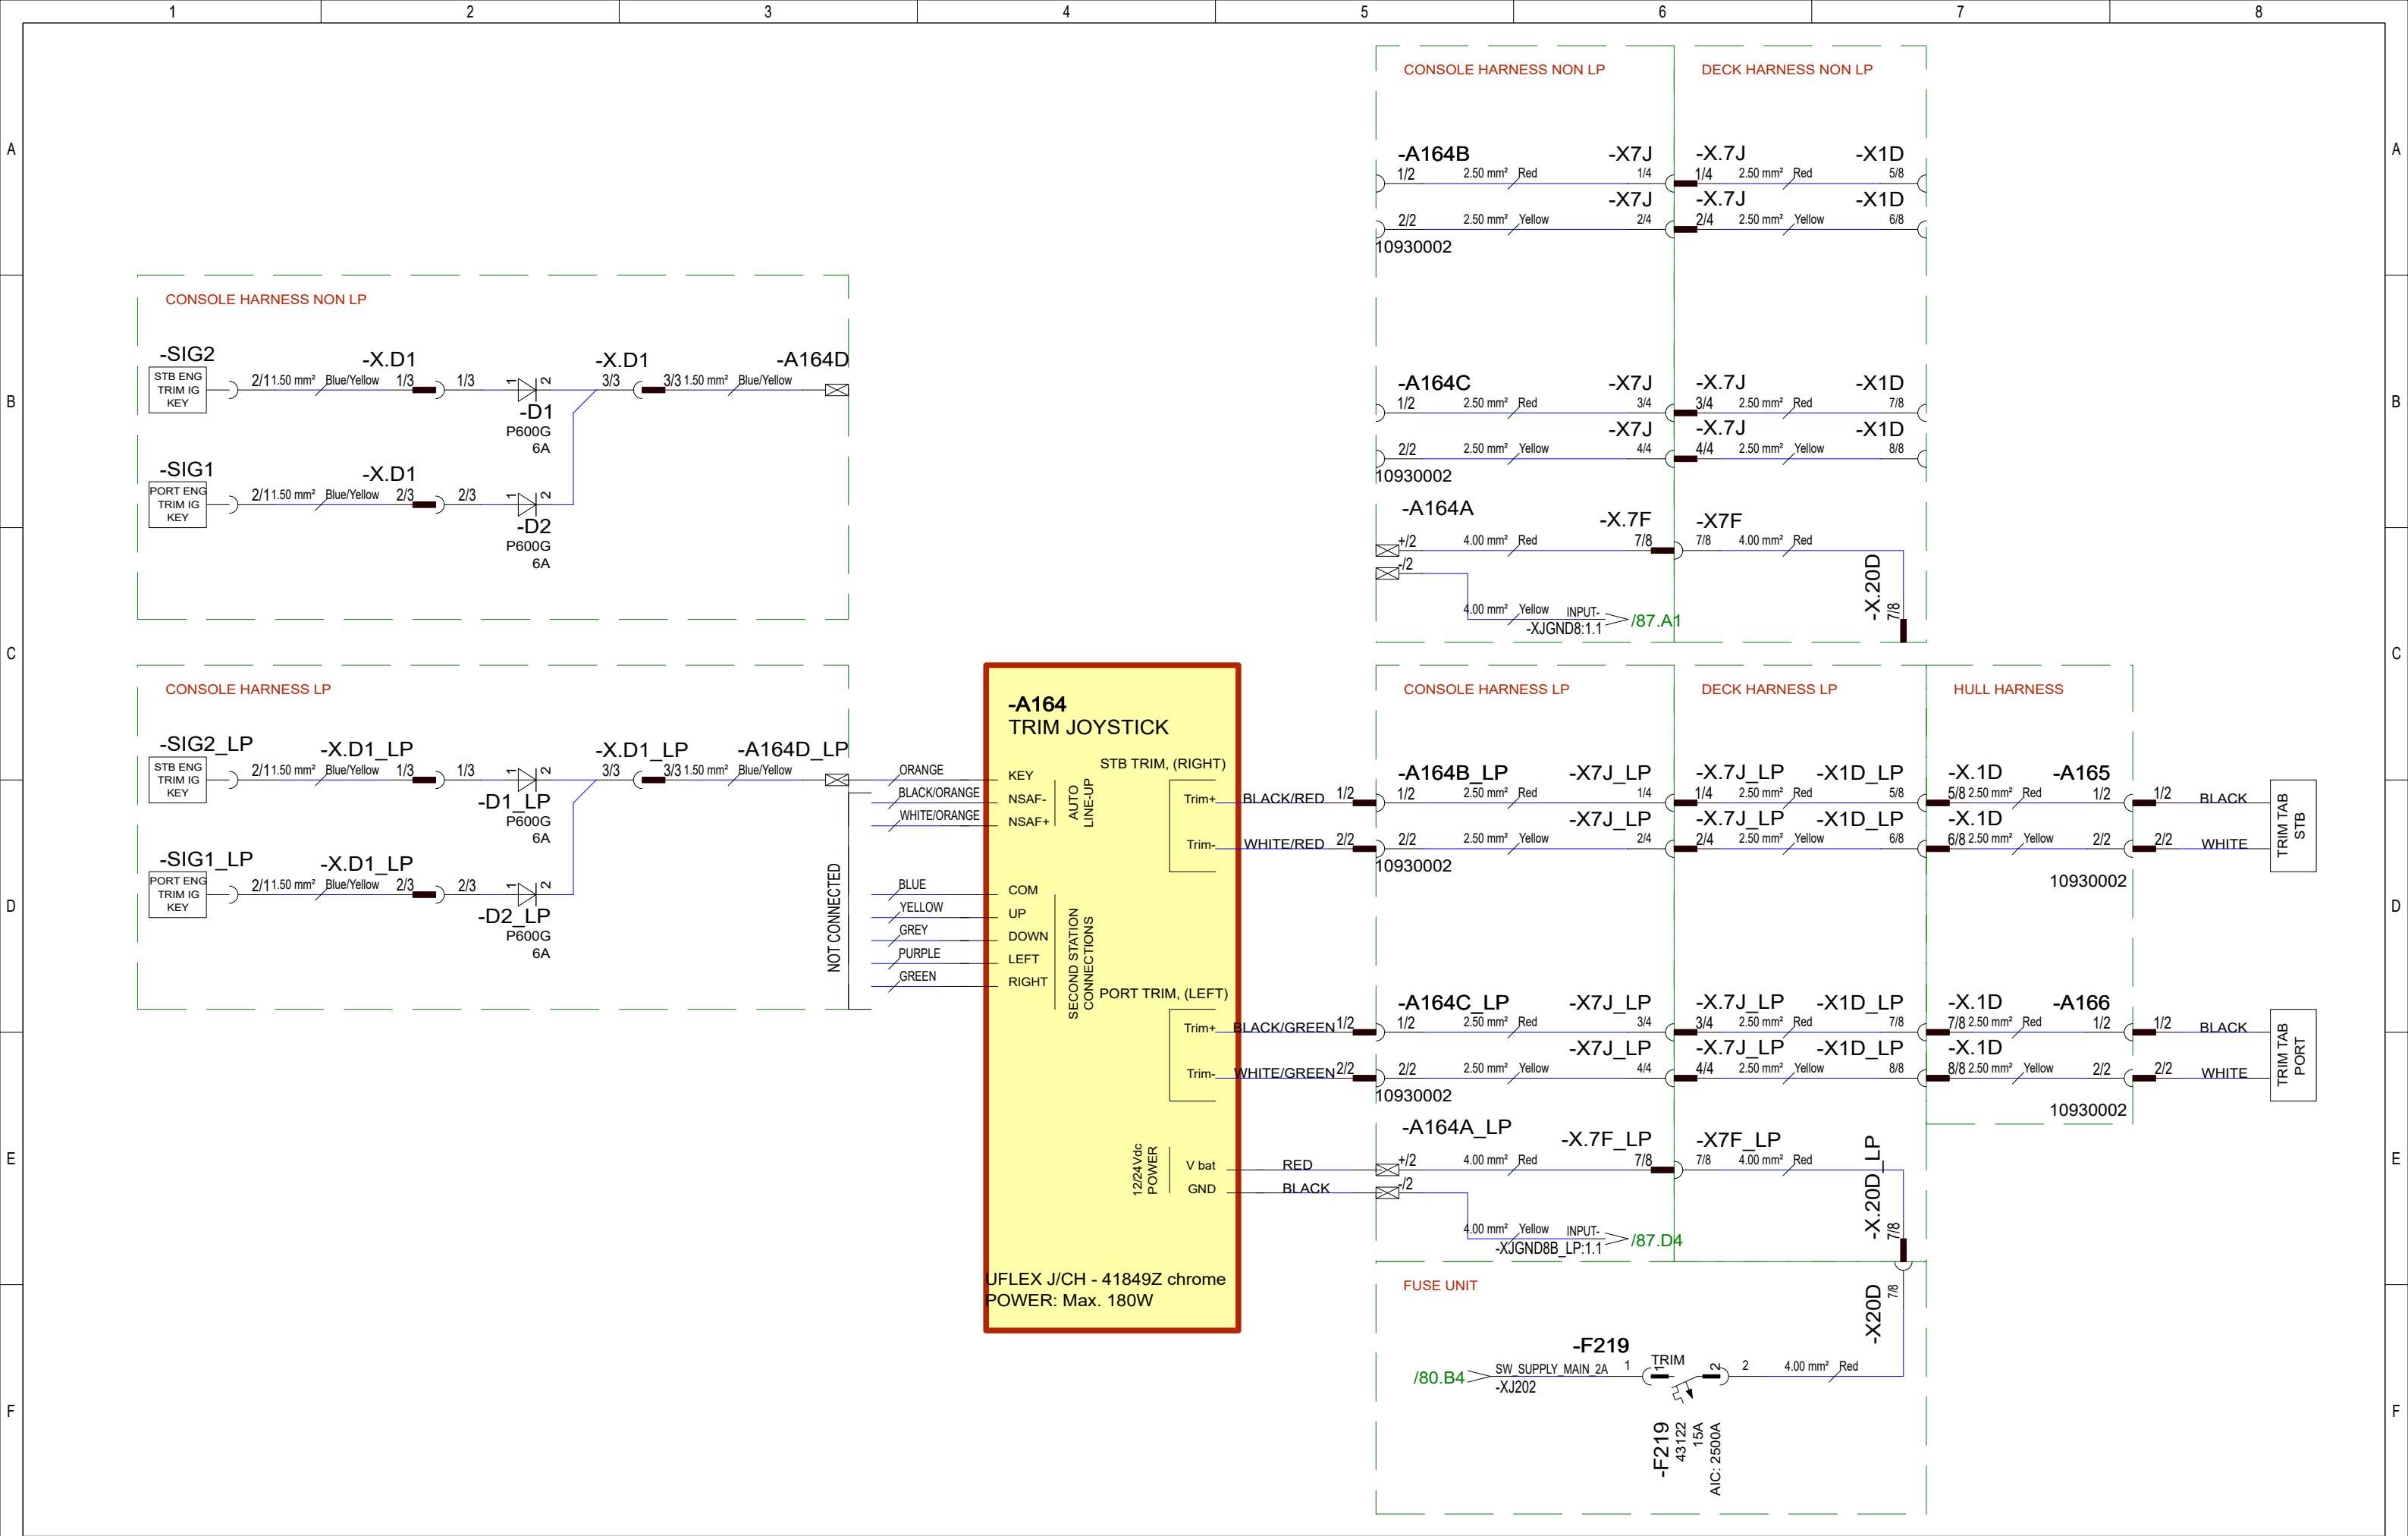 1 2 3 4 5 6 7 8
A A
B B
C C
D D
E E
F F
CONSOLE HARNESS NON LP
-SIG2
STB ENG
TRIM IG
KEY
2/1 1.50 mm² Blue/Yellow 1/3
-X.D1
1/3
1 2
-D1
P600G
6A
-X.D1
3/3
3/3 1.50 mm² Blue/Yellow
-A164D
-SIG1
PORT ENG
TRIM IG
KEY
2/1 1.50 mm² Blue/Yellow 2/3
-X.D1
2/3
1 2
-D2
P600G
6A
CONSOLE HARNESS LP
-SIG2_LP
STB ENG
TRIM IG
KEY
2/1 1.50 mm² Blue/Yellow 1/3
-X.D1_LP
1/3
1 2
-D1_LP
P600G
6A
-X.D1_LP
3/3
3/3 1.50 mm² Blue/Yellow
-A164D_LP
-SIG1_LP
PORT ENG
TRIM IG
KEY
2/1 1.50 mm² Blue/Yellow 2/3
-X.D1_LP
2/3
1 2
-D2_LP
P600G
6A
NOT CONNECTED
ORANGE
BLACK/ORANGE
WHITE/ORANGE
BLUE
YELLOW
GREY
PURPLE
GREEN
-A164
TRIM JOYSTICK
KEY
NSAF-
NSAF+
AUTO
LINE-UP
COM
UP
DOWN
LEFT
RIGHT
SECOND STATION
CONNECTIONS
STB TRIM, (RIGHT)
Trim+
Trim-
PORT TRIM, (LEFT)
Trim+
Trim-
12/24Vdc
POWER
V bat
GND
UFLEX J/CH - 41849Z chrome
POWER: Max. 180W
BLACK/RED 1/2
WHITE/RED 2/2
BLACK/GREEN 1/2
WHITE/GREEN 2/2
RED
BLACK
CONSOLE HARNESS NON LP
DECK HARNESS NON LP
-A164B -X7J -X.7J -X1D
1/2 2.50 mm² Red 1/4 1/4 2.50 mm² Red 5/8
-X7J -X.7J -X1D
2/2 2.50 mm² Yellow 2/4 2/4 2.50 mm² Yellow 6/8
10930002
-A164C -X7J -X.7J -X1D
1/2 2.50 mm² Red 3/4 3/4 2.50 mm² Red 7/8
-X7J -X.7J -X1D
2/2 2.50 mm² Yellow 4/4 4/4 2.50 mm² Yellow 8/8
10930002
-A164A -X.7F -X7F
+/2 4.00 mm² Red 7/8 7/8 4.00 mm² Red
-/2
4.00 mm² Yellow INPUT-
-XJGND8:1.1
/87.A1
-X.20D
7/8
CONSOLE HARNESS LP
DECK HARNESS LP
HULL HARNESS
-A164B_LP -X7J_LP -X.7J_LP -X1D_LP -X.1D -A165
1/2 2.50 mm² Red 1/4 1/4 2.50 mm² Red 5/8 5/8 2.50 mm² Red 1/2 1/2 BLACK
-X7J_LP -X.7J_LP -X1D_LP -X.1D
2/2 2.50 mm² Yellow 2/4 2/4 2.50 mm² Yellow 6/8 6/8 2.50 mm² Yellow 2/2 2/2 WHITE
10930002
10930002
TRIM TAB
STB
-A164C_LP -X7J_LP -X.7J_LP -X1D_LP -X.1D -A166
1/2 2.50 mm² Red 3/4 3/4 2.50 mm² Red 7/8 7/8 2.50 mm² Red 1/2 1/2 BLACK
-X7J_LP -X.7J_LP -X1D_LP -X.1D
2/2 2.50 mm² Yellow 4/4 4/4 2.50 mm² Yellow 8/8 8/8 2.50 mm² Yellow 2/2 2/2 WHITE
10930002
10930002
TRIM TAB
PORT
-A164A_LP -X.7F_LP -X7F_LP
+/2 4.00 mm² Red 7/8 7/8 4.00 mm² Red
-/2
4.00 mm² Yellow INPUT-
-XJGND8B_LP:1.1
/87.D4
-X.20D_LP
7/8
FUSE UNIT
-X20D
7/8
-F219
/80.B4
SW_SUPPLY_MAIN_2A 1
-XJ202
TRIM
1 2
2 4.00 mm² Red
-F219
43122
15A
AIC: 2500A